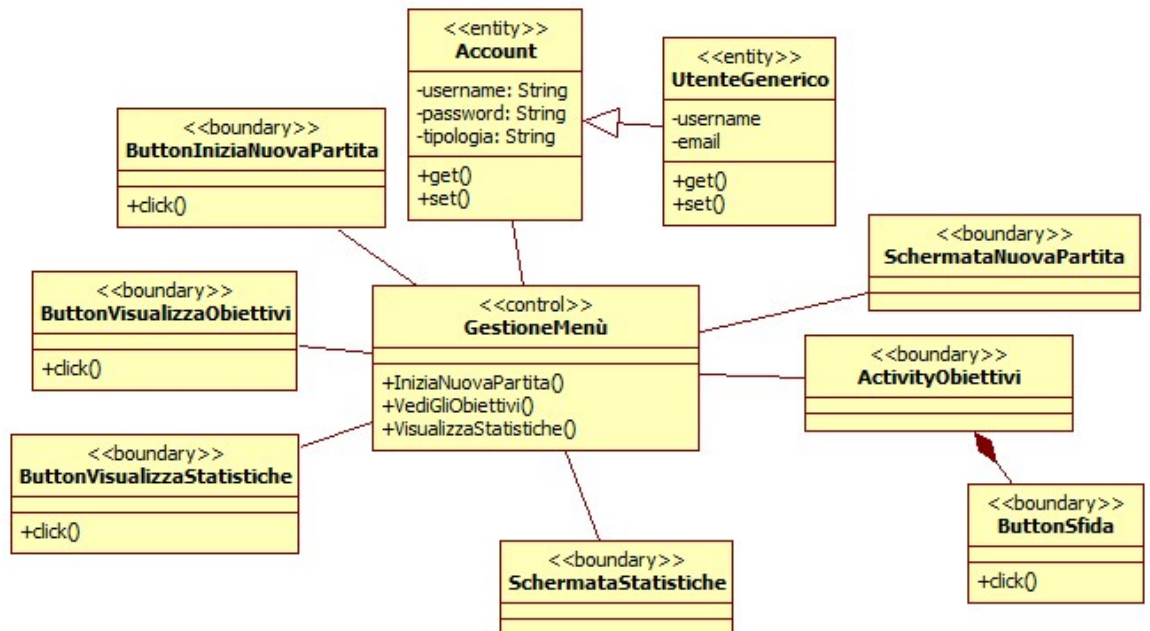 <<entity>>
Account
-username: String
-password: String
-tipologia: String
+get()
+set()
<<entity>>
UtenteGenerico
-username
-email
+get()
+set()
<<boundary>>
ButtonIniziaNuovaPartita
+click()
<<boundary>>
SchermataNuovaPartita
<<boundary>>
ButtonVisualizzaObiettivi
+click()
<<control>>
GestioneMenù
+IniziaNuovaPartita()
+VediGliObiettivi()
+VisualizzaStatistiche()
<<boundary>>
ActivityObiettivi
<<boundary>>
ButtonVisualizzaStatistiche
+click()
<<boundary>>
ButtonSfida
+click()
<<boundary>>
SchermataStatistiche